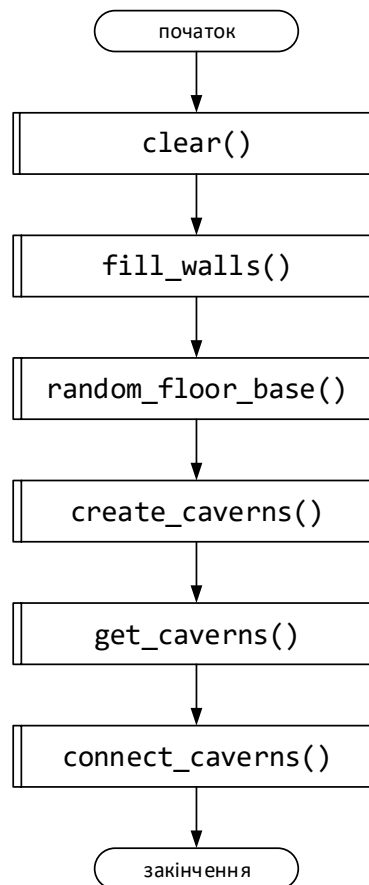 початок
clear()
fill_walls()
random_floor_base()
create_caverns()
get_caverns()
connect_caverns()
закінчення